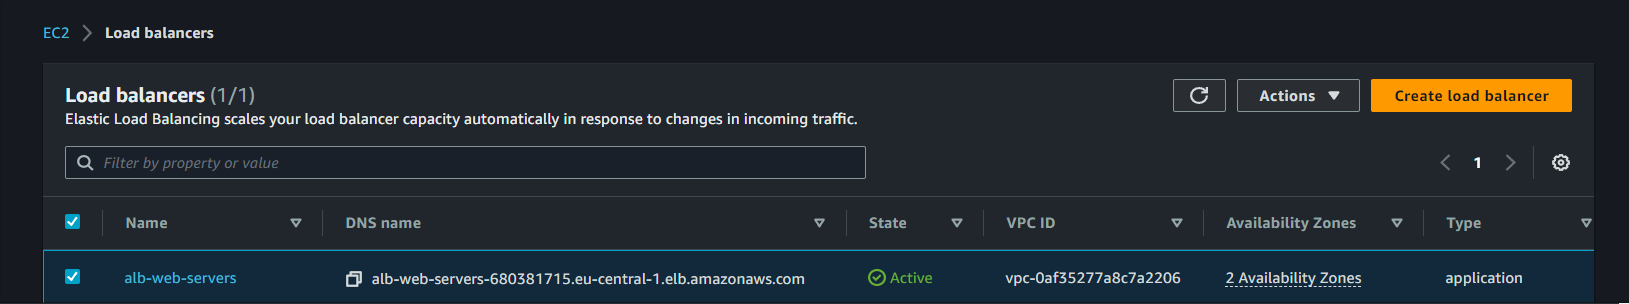 EC2 > Load balancers
Load balancers (1/1)
Actions
Create load balancer
Elastic Load Balancing scales your load balancer capacity automatically in response to changes in incoming traffic.
Filter by property or value
1
Name DNS name State VPC ID Availability Zones Type
alb-web-servers alb-web-servers-680381715.eu-central-1.elb.amazonaws.com Active vpc-0af35277a8c7a2206 2 Availability Zones application